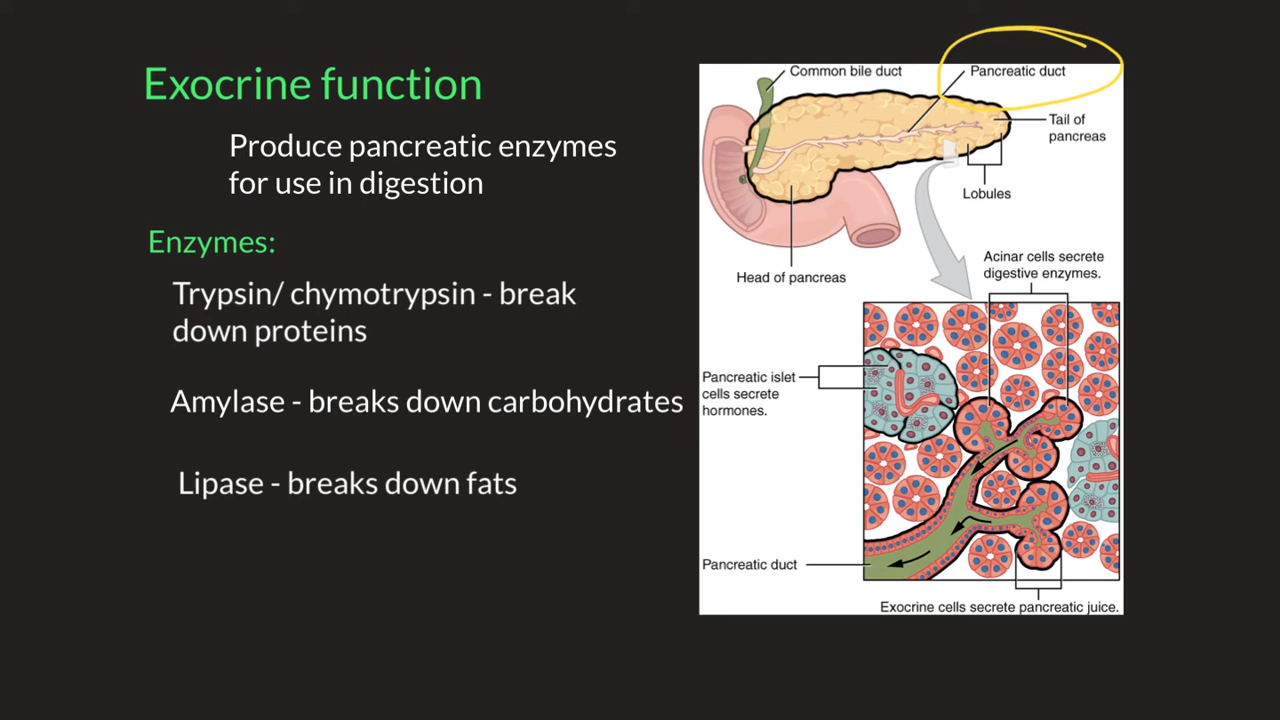 Exocrine function
Produce pancreatic enzymes
for use in digestion
Enzymes:
Trypsin/ chymotrypsin - break
down proteins
Amylase - breaks down carbohydrates
Lipase - breaks down fats
Common bile duct
Pancreatic duct
Tail of
pancreas
Lobules
Head of pancreas
Acinar cells secrete
digestive enzymes.
Pancreatic islet
cells secrete
hormones.
Pancreatic duct
Exocrine cells secrete pancreatic juice.